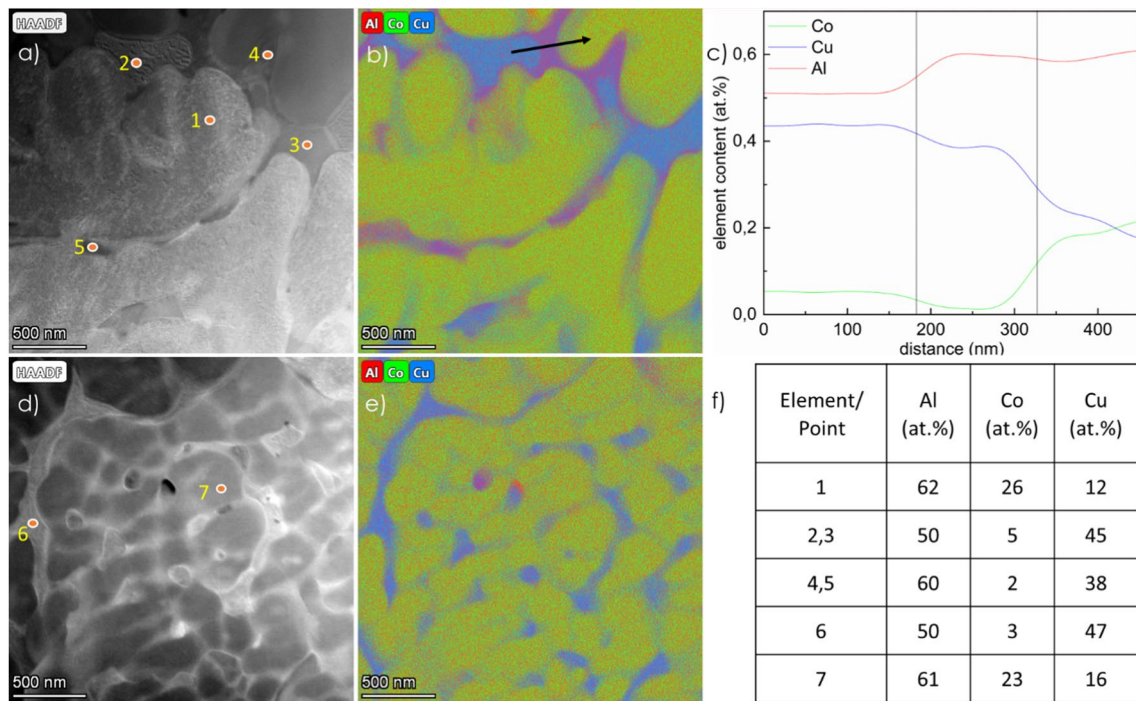 HAADF
a)
2
4
1
3
5
500 nm
Al Co Cu
b)
500 nm
c)
Co
Cu
Al
element content (at.%)
0,6
0,4
0,2
0,0
0 100 200 300 400
distance (nm)
HAADF
d)
7
6
500 nm
Al Co Cu
e)
500 nm
f)
Element/ Al Co Cu
Point (at.%) (at.%) (at.%)
1 62 26 12
2,3 50 5 45
4,5 60 2 38
6 50 3 47
7 61 23 16